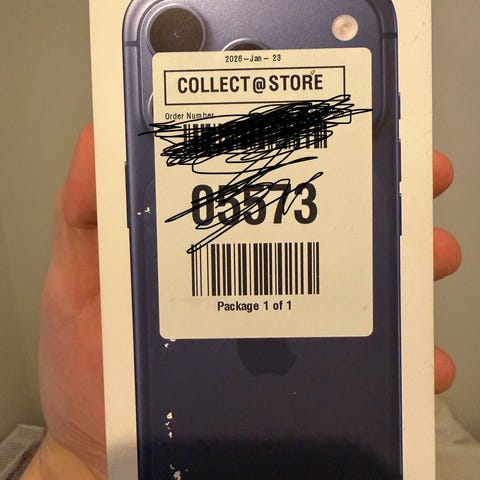 2026-Jan-23
COLLECT@STORE
Order Number
05573
Package 1 of 1